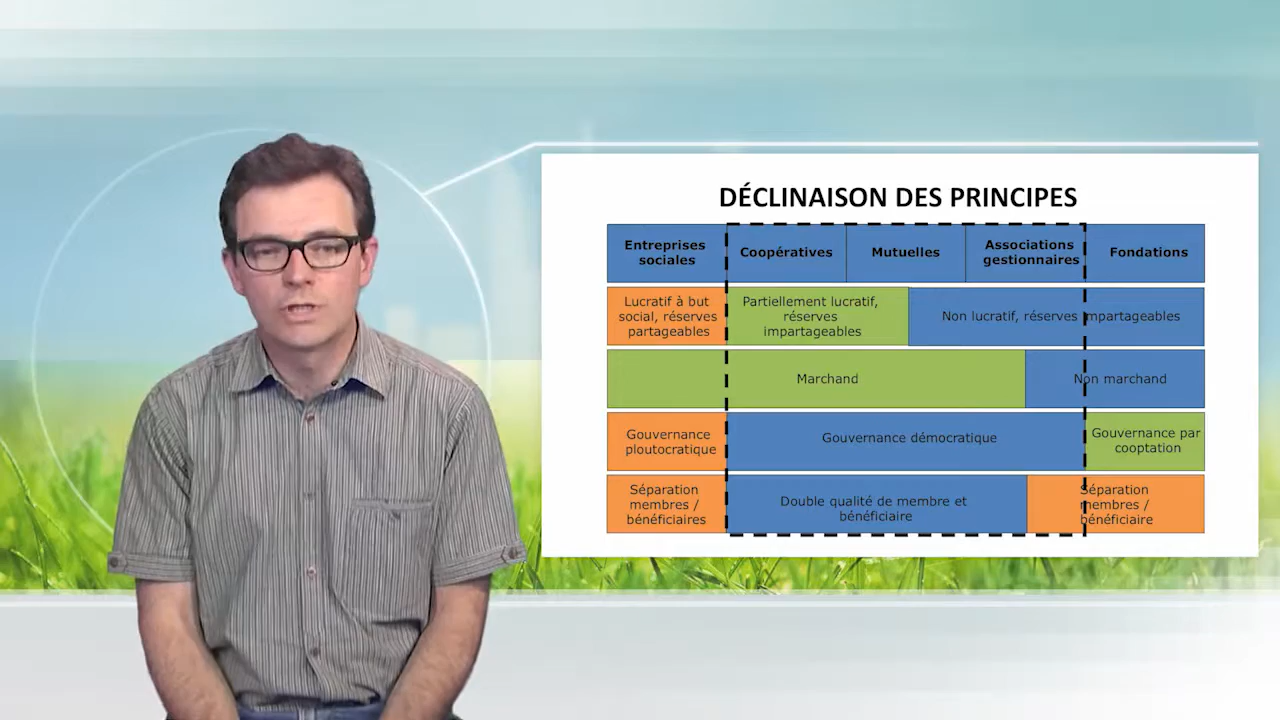 DÉCLINAISON DES PRINCIPES
Entreprises
sociales
Coopératives
Mutuelles
Associations
gestionnaires
Fondations
Lucratif à but
social, réserves
partageables
Partiellement lucratif,
réserves
impartageables
Non lucratif, réserves impartageables
Marchand
Non marchand
Gouvernance
ploutocratique
Gouvernance démocratique
Gouvernance par
cooptation
Séparation
membres /
bénéficiaires
Double qualité de membre et
bénéficiaire
Séparation
membres /
bénéficiaire